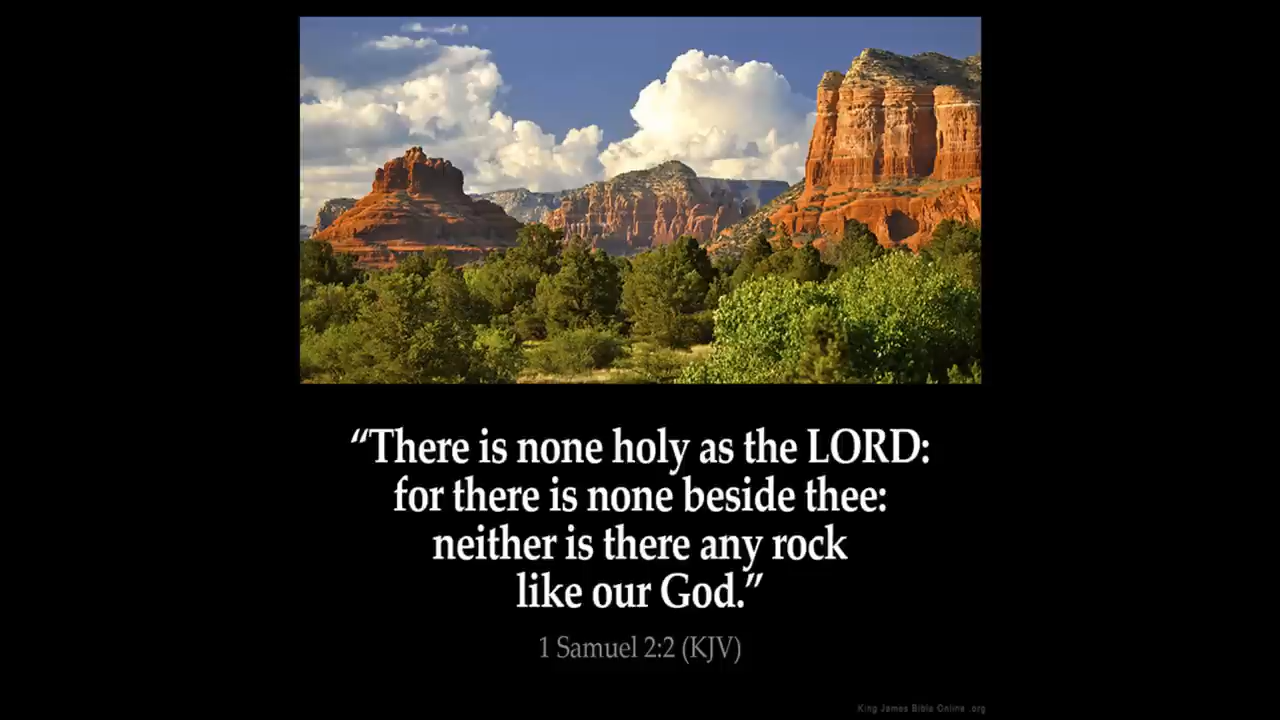 “There is none holy as the LORD:
for there is none beside thee:
neither is there any rock
like our God.”
1 Samuel 2:2 (KJV)
King James Bible Online .org